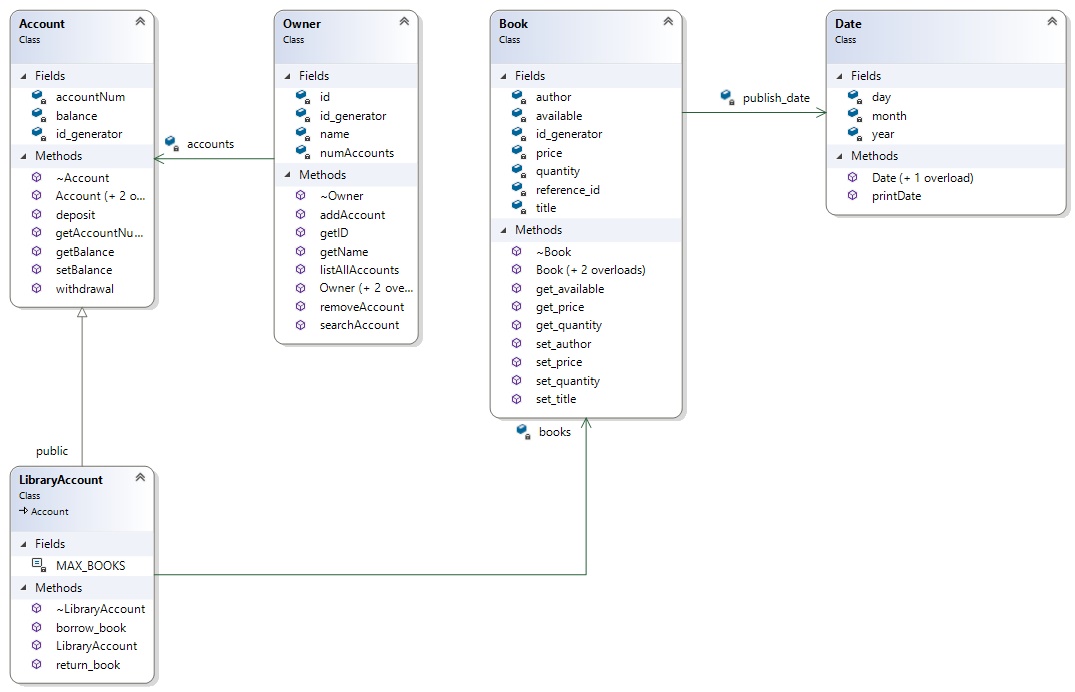 Account
Class
Fields
accountNum
balance
id_generator
Methods
~Account
Account (+ 2 o...
deposit
getAccountNu...
getBalance
setBalance
withdrawal
accounts
Owner
Class
Fields
id
id_generator
name
numAccounts
Methods
~Owner
addAccount
getID
getName
listAllAccounts
Owner (+ 2 ove...
removeAccount
searchAccount
Book
Class
Fields
author
available
id_generator
price
quantity
reference_id
title
Methods
~Book
Book (+ 2 overloads)
get_available
get_price
get_quantity
set_author
set_price
set_quantity
set_title
publish_date
Date
Class
Fields
day
month
year
Methods
Date (+ 1 overload)
printDate
public
books
LibraryAccount
Class
Account
Fields
MAX_BOOKS
Methods
~LibraryAccount
borrow_book
LibraryAccount
return_book